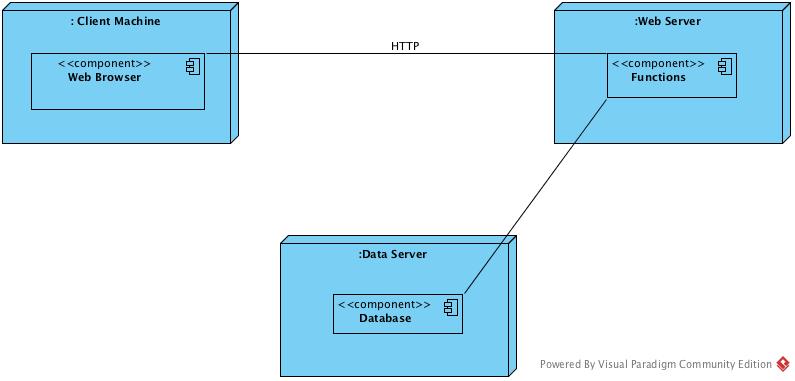 : Client Machine
<<component>>
Web Browser
HTTP
:Web Server
<<component>>
Functions
:Data Server
<<component>>
Database
Powered By Visual Paradigm Community Edition